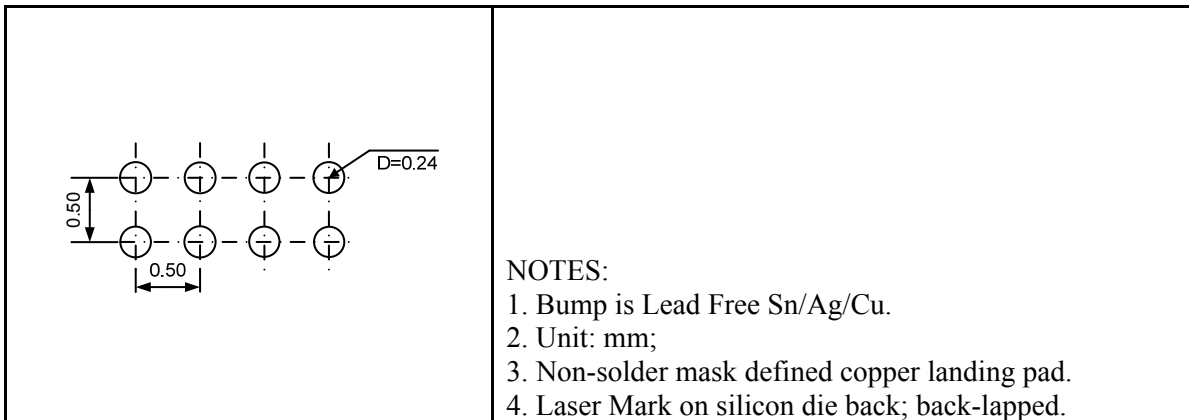 D=0.24
0.50
0.50
NOTES:
1. Bump is Lead Free Sn/Ag/Cu.
2. Unit: mm;
3. Non-solder mask defined copper landing pad.
4. Laser Mark on silicon die back; back-lapped.